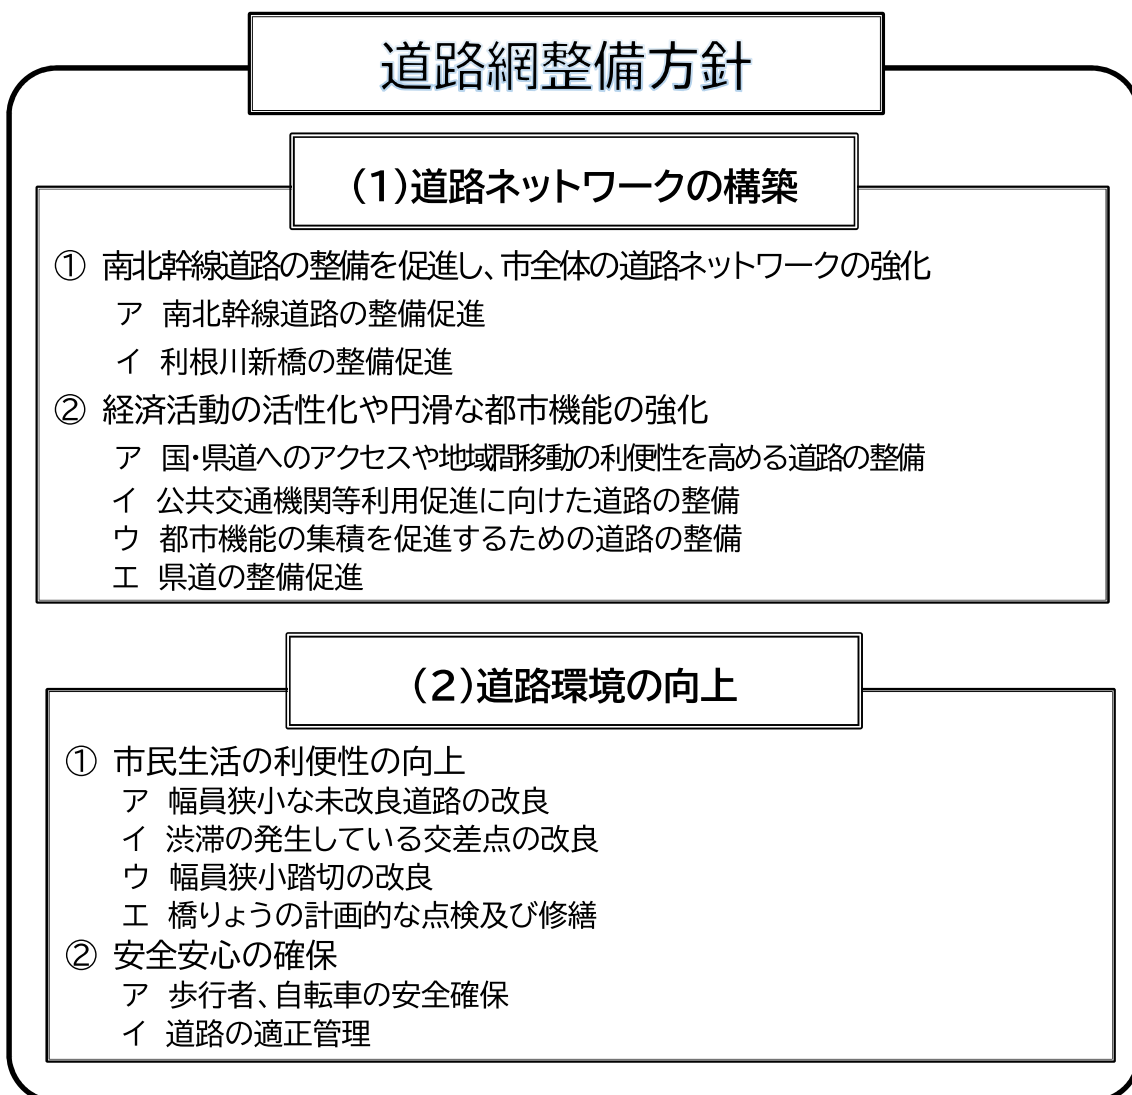 道路網整備方針
(1)道路ネットワークの構築
① 南北幹線道路の整備を促進し、市全体の道路ネットワークの強化
ア 南北幹線道路の整備促進
イ 利根川新橋の整備促進
② 経済活動の活性化や円滑な都市機能の強化
ア 国・県道へのアクセスや地域間移動の利便性を高める道路の整備
イ 公共交通機関等利用促進に向けた道路の整備
ウ 都市機能の集積を促進するための道路の整備
エ 県道の整備促進
(2)道路環境の向上
① 市民生活の利便性の向上
ア 幅員狭小な未改良道路の改良
イ 渋滞の発生している交差点の改良
ウ 幅員狭小踏切の改良
エ 橋りょうの計画的な点検及び修繕
② 安全安心の確保
ア 歩行者、自転車の安全確保
イ 道路の適正管理